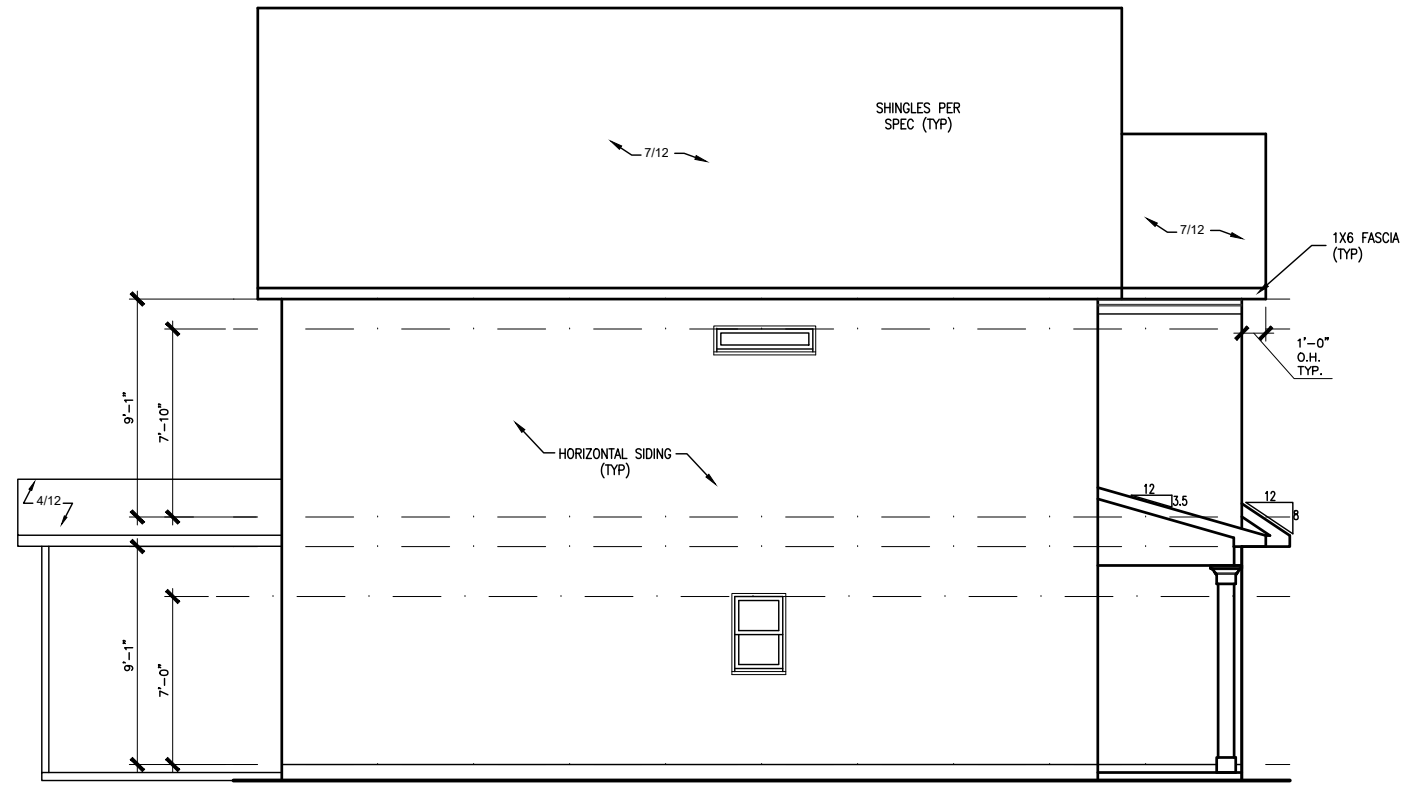 SHINGLES PER
SPEC (TYP)
7/12
7/12
1X6 FASCIA
(TYP)
1'-0"
O.H.
TYP.
9'-1"
7'-10"
HORIZONTAL SIDING
(TYP)
4/12
12
3.5
12
8
9'-1"
7'-0"